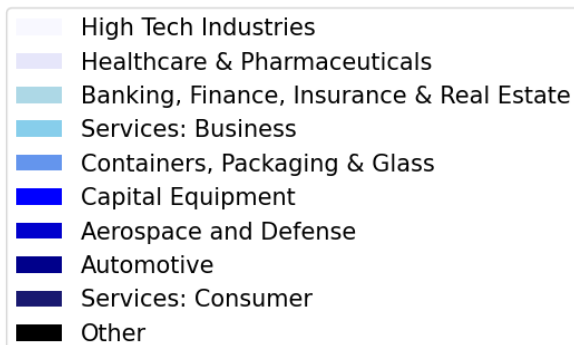 High Tech Industries
Healthcare & Pharmaceuticals
Banking, Finance, Insurance & Real Estate
Services: Business
Containers, Packaging & Glass
Capital Equipment
Aerospace and Defense
Automotive
Services: Consumer
Other